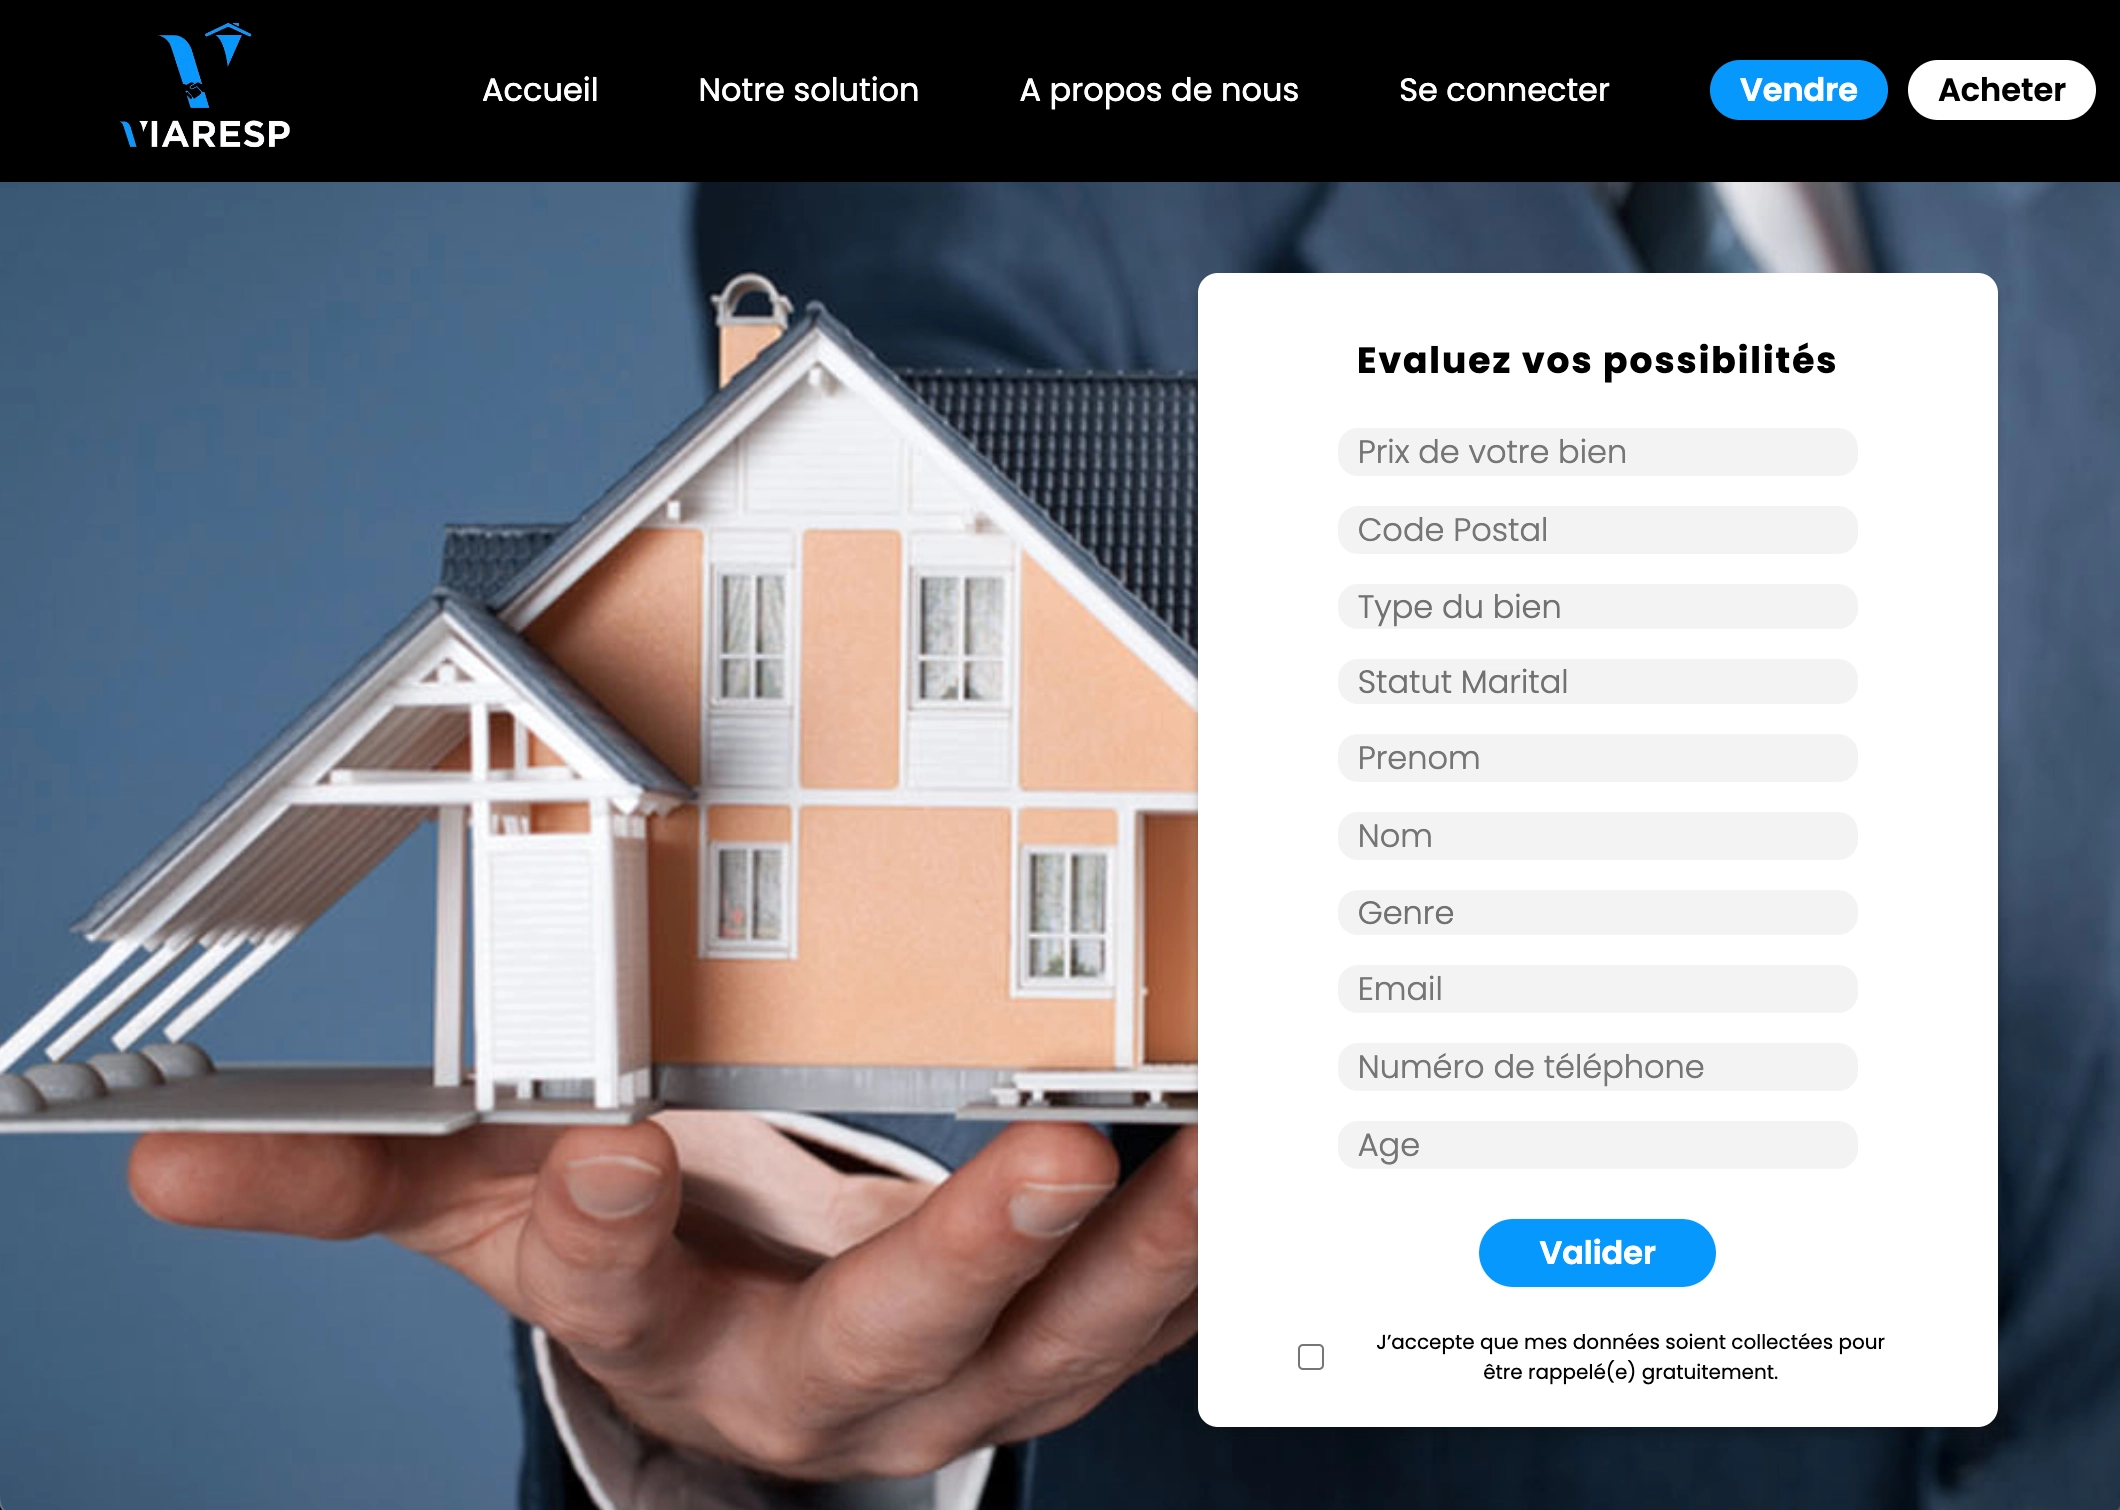 VIARESP
Accueil
Notre solution
A propos de nous
Se connecter
Vendre
Acheter
Evaluez vos possibilités
Prix de votre bien
Code Postal
Type du bien
Statut Marital
Prenom
Nom
Genre
Email
Numéro de téléphone
Age
Valider
J’accepte que mes données soient collectées pour
être rappelé(e) gratuitement.